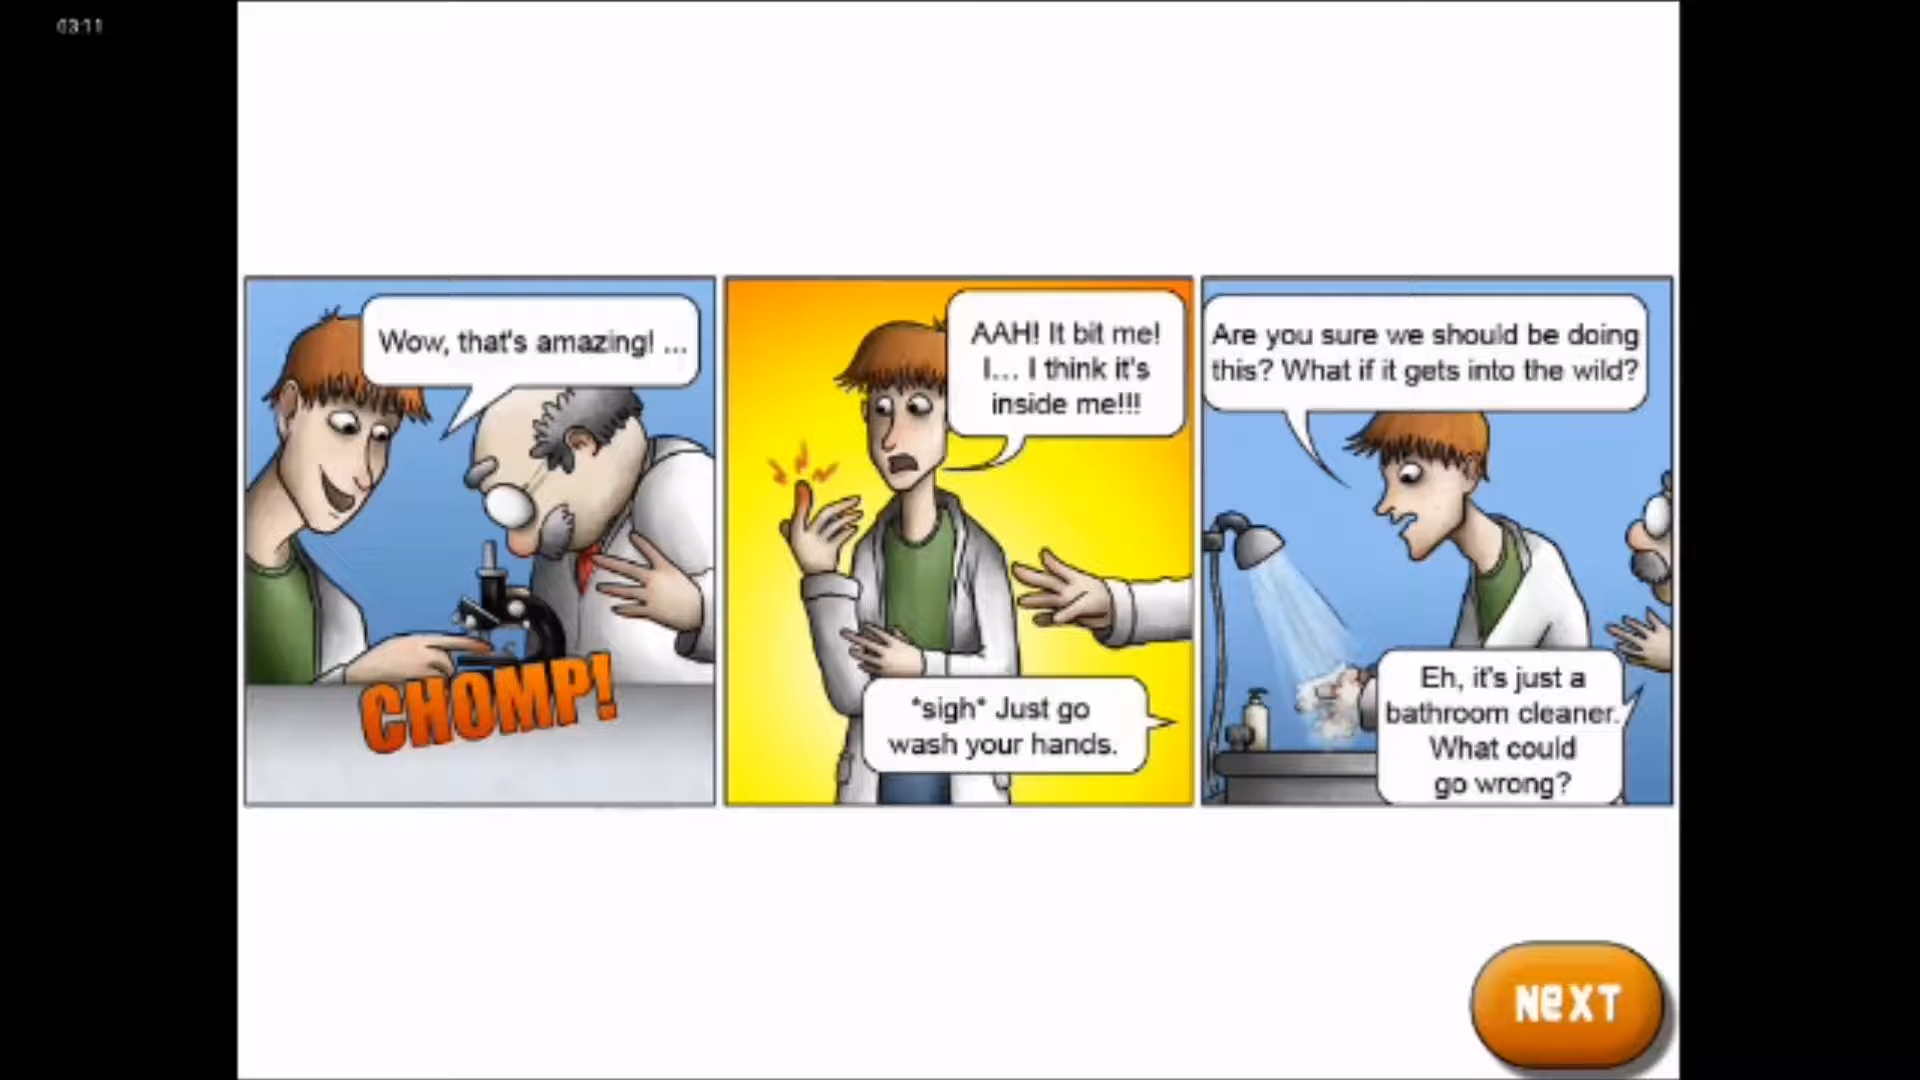 03:11
Wow, that's amazing! ...
CHOMP!
AAH! It bit me!
I... I think it's
inside me!!!
*sigh* Just go
wash your hands.
Are you sure we should be doing
this? What if it gets into the wild?
Eh, it's just a
bathroom cleaner.
What could
go wrong?
NeXT